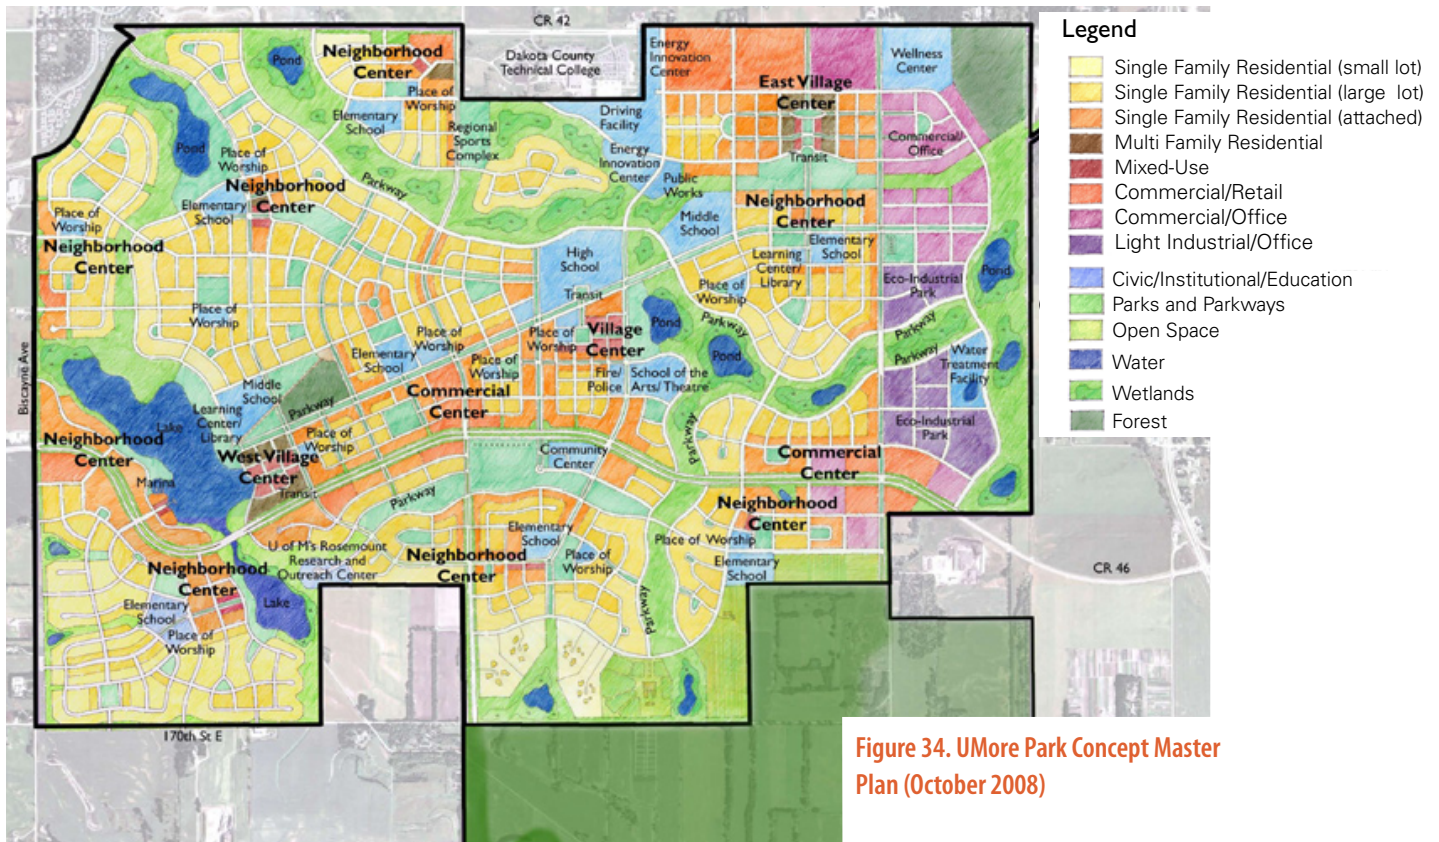 CR 42
Dakota County
Technical College
Neighborhood
Center
Pond
Place of
Worship
Elementary
School
Regional
Sports
Complex
Energy
Innovation
Center
Wellness
Center
East Village
Center
Driving
Facility
Commercial/
Office
Transit
Energy
Innovation
Center
Public
Works
Pond
Place of
Worship
Neighborhood
Center
Parkway
Elementary
School
Place of
Worship
Neighborhood
Center
Middle
School
Neighborhood
Center
Elementary
School
High
School
Transit
Learning
Center/
Library
Place of
Worship
Eco-Industrial
Park
Pond
Place of
Worship
Parkway
Parkway
Parkway
Pond
Village
Center
Place of
Worship
Place of
Worship
Elementary
School
Place of
Worship
Pond
Water
Treatment
Facility
Fire/
Police
School of the
Arts/ Theatre
Biscayne Ave
Middle
School
Parkway
Commercial
Center
Learning
Center/
Library
Lake
Place of
Worship
Parkway
Eco-Industrial
Park
Neighborhood
Center
West Village
Center
Transit
Marina
Community
Center
Commercial
Center
Parkway
Neighborhood
Center
Elementary
School
Place of Worship
Elementary
School
U of M's Rosemount
Research and
Outreach Center
Neighborhood
Center
Place of
Worship
Neighborhood
Center
Elementary
School
Lake
Place of
Worship
Parkway
CR 46
170th St E
Legend
Single Family Residential (small lot)
Single Family Residential (large lot)
Single Family Residential (attached)
Multi Family Residential
Mixed-Use
Commercial/Retail
Commercial/Office
Light Industrial/Office
Civic/Institutional/Education
Parks and Parkways
Open Space
Water
Wetlands
Forest
Figure 34. UMore Park Concept Master
Plan (October 2008)